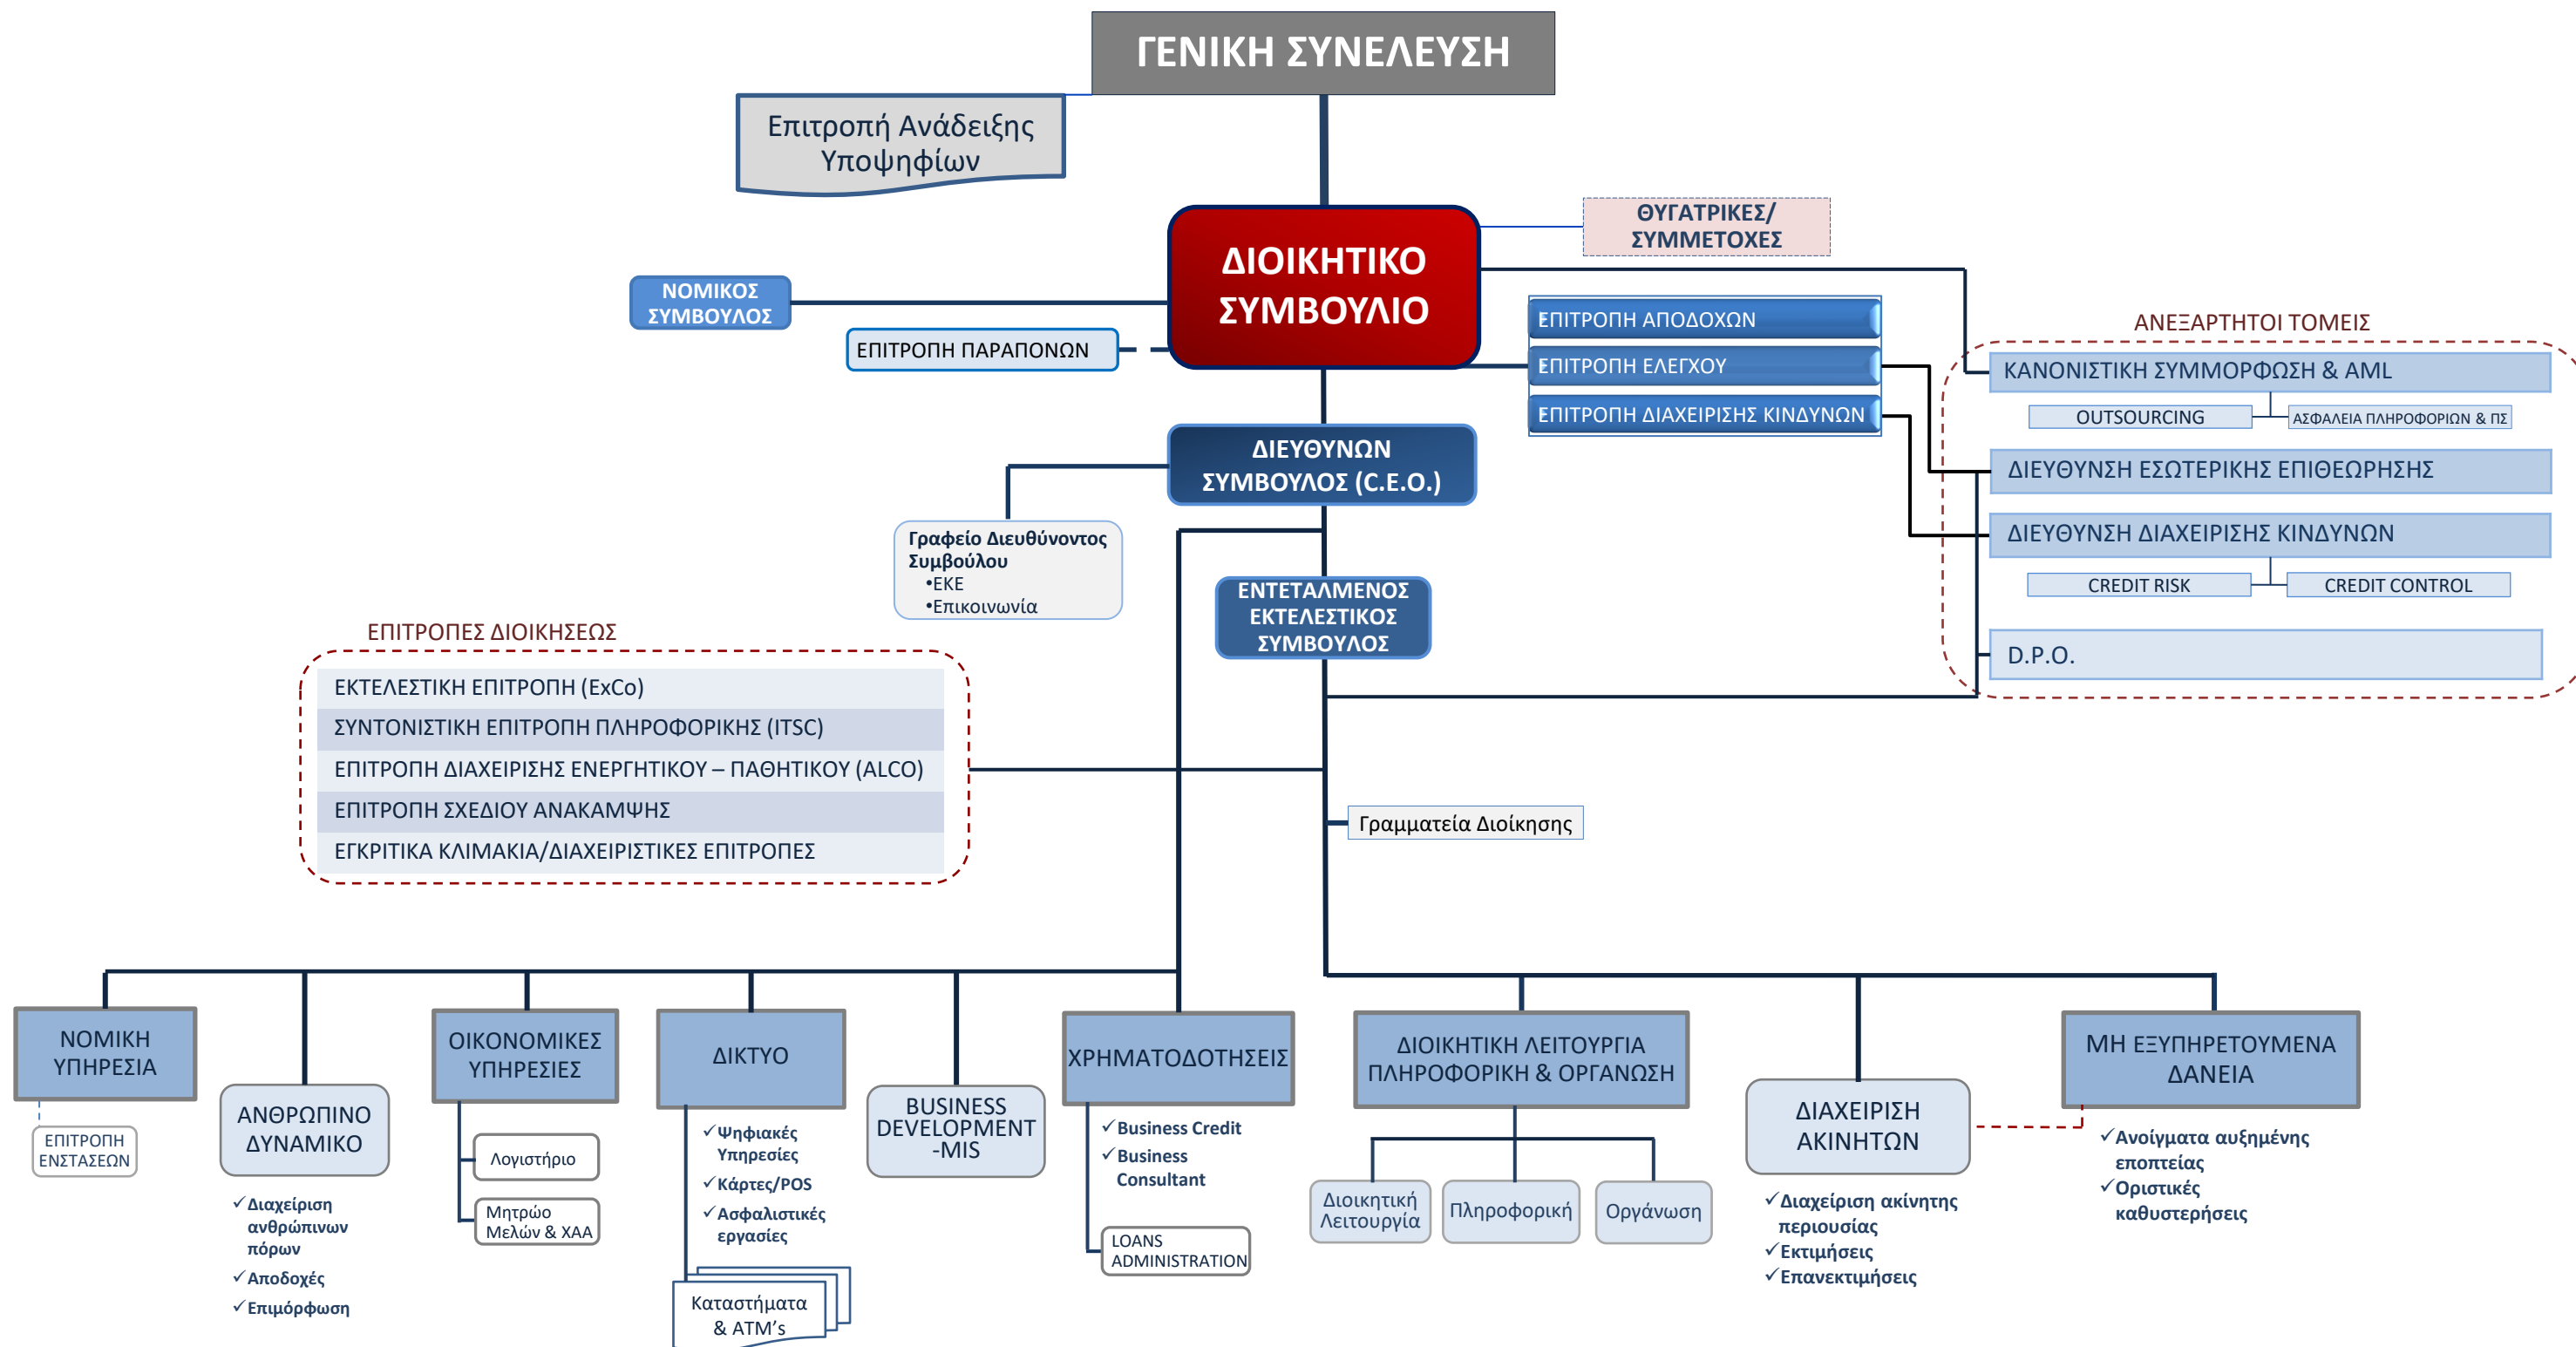 ΓΕΝΙΚΗ ΣΥΝΕΛΕΥΣΗ
Επιτροπή Ανάδειξης
Υποψηφίων
ΘΥΓΑΤΡΙΚΕΣ/
ΣΥΜΜΕΤΟΧΕΣ
ΔΙΟΙΚΗΤΙΚΟ
ΣΥΜΒΟΥΛΙΟ
ΝΟΜΙΚΟΣ
ΣΥΜΒΟΥΛΟΣ
ΕΠΙΤΡΟΠΗ ΠΑΡΑΠΟΝΩΝ
ΕΠΙΤΡΟΠΗ ΑΠΟΔΟΧΩΝ
ΕΠΙΤΡΟΠΗ ΕΛΕΓΧΟΥ
ΕΠΙΤΡΟΠΗ ΔΙΑΧΕΙΡΙΣΗΣ ΚΙΝΔΥΝΩΝ
ΑΝΕΞΑΡΤΗΤΟΙ ΤΟΜΕΙΣ
ΚΑΝΟΝΙΣΤΙΚΗ ΣΥΜΜΟΡΦΩΣΗ & AML
OUTSOURCING
ΑΣΦΑΛΕΙΑ ΠΛΗΡΟΦΟΡΙΩΝ & ΠΣ
ΔΙΕΥΘΥΝΣΗ ΕΣΩΤΕΡΙΚΗΣ ΕΠΙΘΕΩΡΗΣΗΣ
ΔΙΕΥΘΥΝΣΗ ΔΙΑΧΕΙΡΙΣΗΣ ΚΙΝΔΥΝΩΝ
CREDIT RISK
CREDIT CONTROL
D.P.O.
ΔΙΕΥΘΥΝΩΝ
ΣΥΜΒΟΥΛΟΣ (C.E.O.)
Γραφείο Διευθύνοντος
Συμβούλου
•ΕΚΕ
•Επικοινωνία
ΕΝΤΕΤΑΛΜΕΝΟΣ
ΕΚΤΕΛΕΣΤΙΚΟΣ
ΣΥΜΒΟΥΛΟΣ
ΕΠΙΤΡΟΠΕΣ ΔΙΟΙΚΗΣΕΩΣ
ΕΚΤΕΛΕΣΤΙΚΗ ΕΠΙΤΡΟΠΗ (ExCo)
ΣΥΝΤΟΝΙΣΤΙΚΗ ΕΠΙΤΡΟΠΗ ΠΛΗΡΟΦΟΡΙΚΗΣ (ITSC)
ΕΠΙΤΡΟΠΗ ΔΙΑΧΕΙΡΙΣΗΣ ΕΝΕΡΓΗΤΙΚΟΥ – ΠΑΘΗΤΙΚΟΥ (ALCO)
ΕΠΙΤΡΟΠΗ ΣΧΕΔΙΟΥ ΑΝΑΚΑΜΨΗΣ
ΕΓΚΡΙΤΙΚΑ ΚΛΙΜΑΚΙΑ/ΔΙΑΧΕΙΡΙΣΤΙΚΕΣ ΕΠΙΤΡΟΠΕΣ
Γραμματεία Διοίκησης
ΝΟΜΙΚΗ
ΥΠΗΡΕΣΙΑ
ΕΠΙΤΡΟΠΗ
ΕΝΣΤΑΣΕΩΝ
ΑΝΘΡΩΠΙΝΟ
ΔΥΝΑΜΙΚΟ
✓Διαχείριση
ανθρώπινων
πόρων
✓Αποδοχές
✓Επιμόρφωση
ΟΙΚΟΝΟΜΙΚΕΣ
ΥΠΗΡΕΣΙΕΣ
Λογιστήριο
Μητρώο
Μελών & ΧΑΑ
ΔΙΚΤΥΟ
✓Ψηφιακές
Υπηρεσίες
✓Κάρτες/POS
✓Ασφαλιστικές
εργασίες
Καταστήματα
& ATM’s
BUSINESS
DEVELOPMENT
-MIS
ΧΡΗΜΑΤΟΔΟΤΗΣΕΙΣ
✓Business Credit
✓Business
Consultant
LOANS
ADMINISTRATION
ΔΙΟΙΚΗΤΙΚΗ ΛΕΙΤΟΥΡΓΙΑ
ΠΛΗΡΟΦΟΡΙΚΗ & ΟΡΓΑΝΩΣΗ
Διοικητική
Λειτουργία
Πληροφορική
Οργάνωση
ΔΙΑΧΕΙΡΙΣΗ
ΑΚΙΝΗΤΩΝ
✓Διαχείριση ακίνητης
περιουσίας
✓Εκτιμήσεις
✓Επανεκτιμήσεις
ΜΗ ΕΞΥΠΗΡΕΤΟΥΜΕΝΑ
ΔΑΝΕΙΑ
✓Ανοίγματα αυξημένης
εποπτείας
✓Οριστικές
καθυστερήσεις